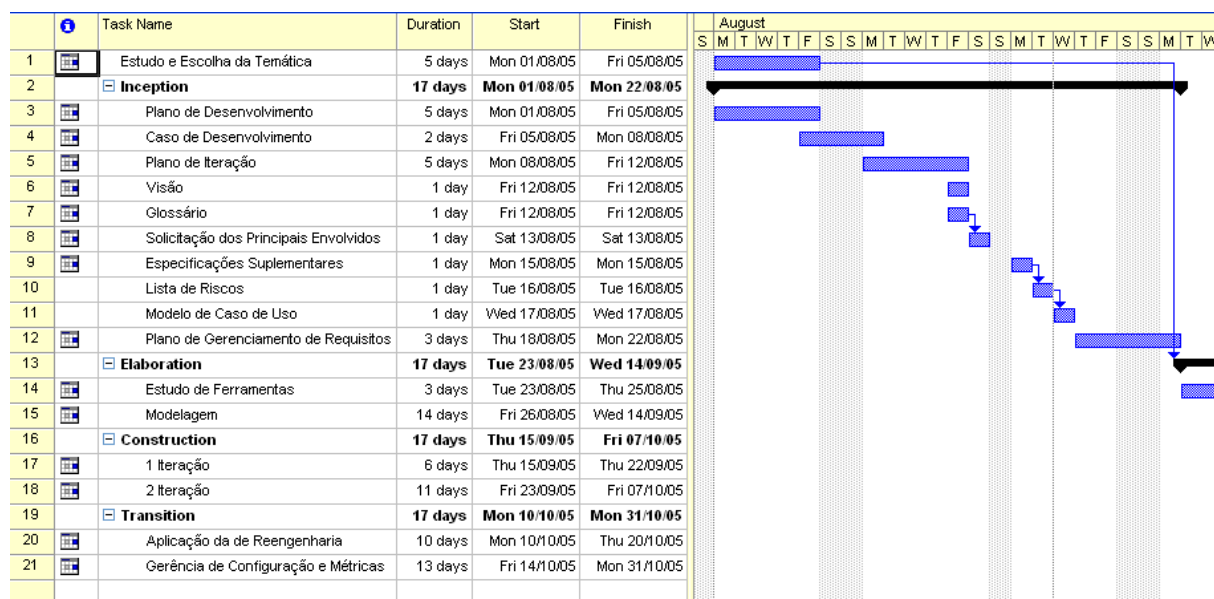 Task Name Duration Start Finish August
S M T W T F S S M T W T F S S M T W T F S S M T W
1 Estudo e Escolha da Temática 5 days Mon 01/08/05 Fri 05/08/05
2 Inception 17 days Mon 01/08/05 Mon 22/08/05
3 Plano de Desenvolvimento 5 days Mon 01/08/05 Fri 05/08/05
4 Caso de Desenvolvimento 2 days Fri 05/08/05 Mon 08/08/05
5 Plano de Iteração 5 days Mon 08/08/05 Fri 12/08/05
6 Visão 1 day Fri 12/08/05 Fri 12/08/05
7 Glossário 1 day Fri 12/08/05 Fri 12/08/05
8 Solicitação dos Principais Envolvidos 1 day Sat 13/08/05 Sat 13/08/05
9 Especificações Suplementares 1 day Mon 15/08/05 Mon 15/08/05
10 Lista de Riscos 1 day Tue 16/08/05 Tue 16/08/05
11 Modelo de Caso de Uso 1 day Wed 17/08/05 Wed 17/08/05
12 Plano de Gerenciamento de Requisitos 3 days Thu 18/08/05 Mon 22/08/05
13 Elaboration 17 days Tue 23/08/05 Wed 14/09/05
14 Estudo de Ferramentas 3 days Tue 23/08/05 Thu 25/08/05
15 Modelagem 14 days Fri 26/08/05 Wed 14/09/05
16 Construction 17 days Thu 15/09/05 Fri 07/10/05
17 1 Iteração 6 days Thu 15/09/05 Thu 22/09/05
18 2 Iteração 11 days Fri 23/09/05 Fri 07/10/05
19 Transition 17 days Mon 10/10/05 Mon 31/10/05
20 Aplicação da de Reengenharia 10 days Mon 10/10/05 Thu 20/10/05
21 Gerência de Configuração e Métricas 13 days Fri 14/10/05 Mon 31/10/05